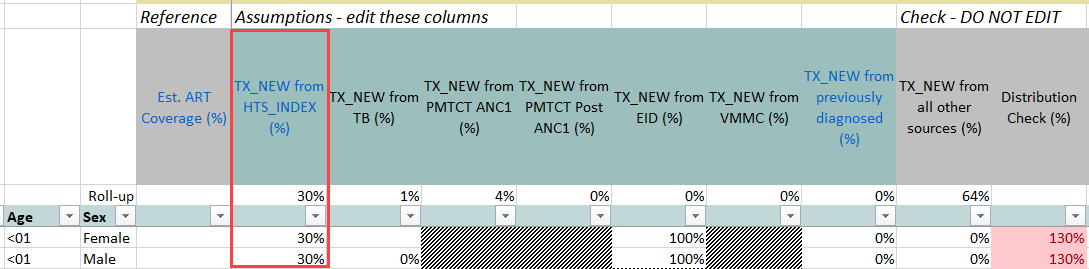 Reference Assumptions - edit these columns Check - DO NOT EDIT
Est. ART Coverage (%)
TX_NEW from HTS_INDEX (%)
TX_NEW from TB (%)
TX_NEW from PMTCT ANC1 (%)
TX_NEW from PMTCT Post ANC1 (%)
TX_NEW from EID (%)
TX_NEW from VMMC (%)
TX_NEW from previously diagnosed (%)
TX_NEW from all other sources (%)
Distribution Check (%)
Roll-up 30% 1% 4% 0% 0% 0% 0% 64%
Age Sex
<01 Female 30% 100% 0% 0% 130%
<01 Male 30% 0% 100% 0% 0% 130%